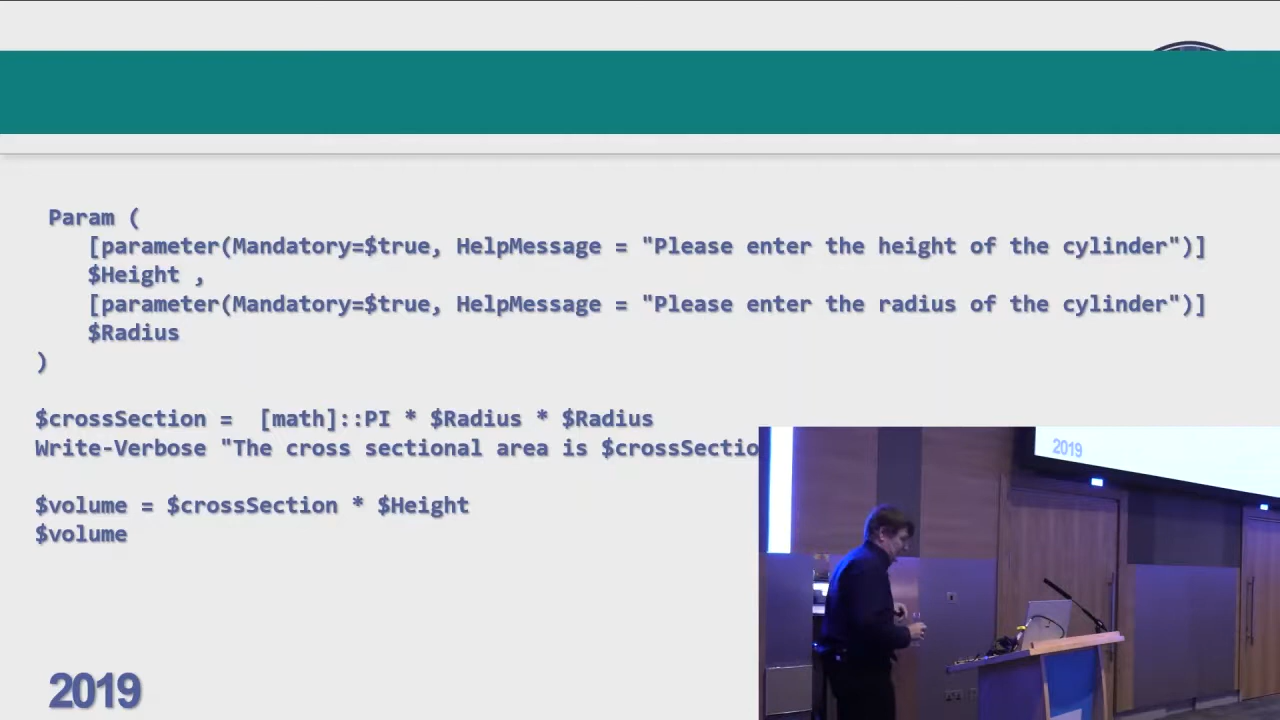 Param (
[parameter(Mandatory=$true, HelpMessage = "Please enter the height of the cylinder")]
$Height ,
[parameter(Mandatory=$true, HelpMessage = "Please enter the radius of the cylinder")]
$Radius
)
$crossSection =  [math]::PI * $Radius * $Radius
Write-Verbose "The cross sectional area is $crossSectio
$volume = $crossSection * $Height
$volume
2019
2019